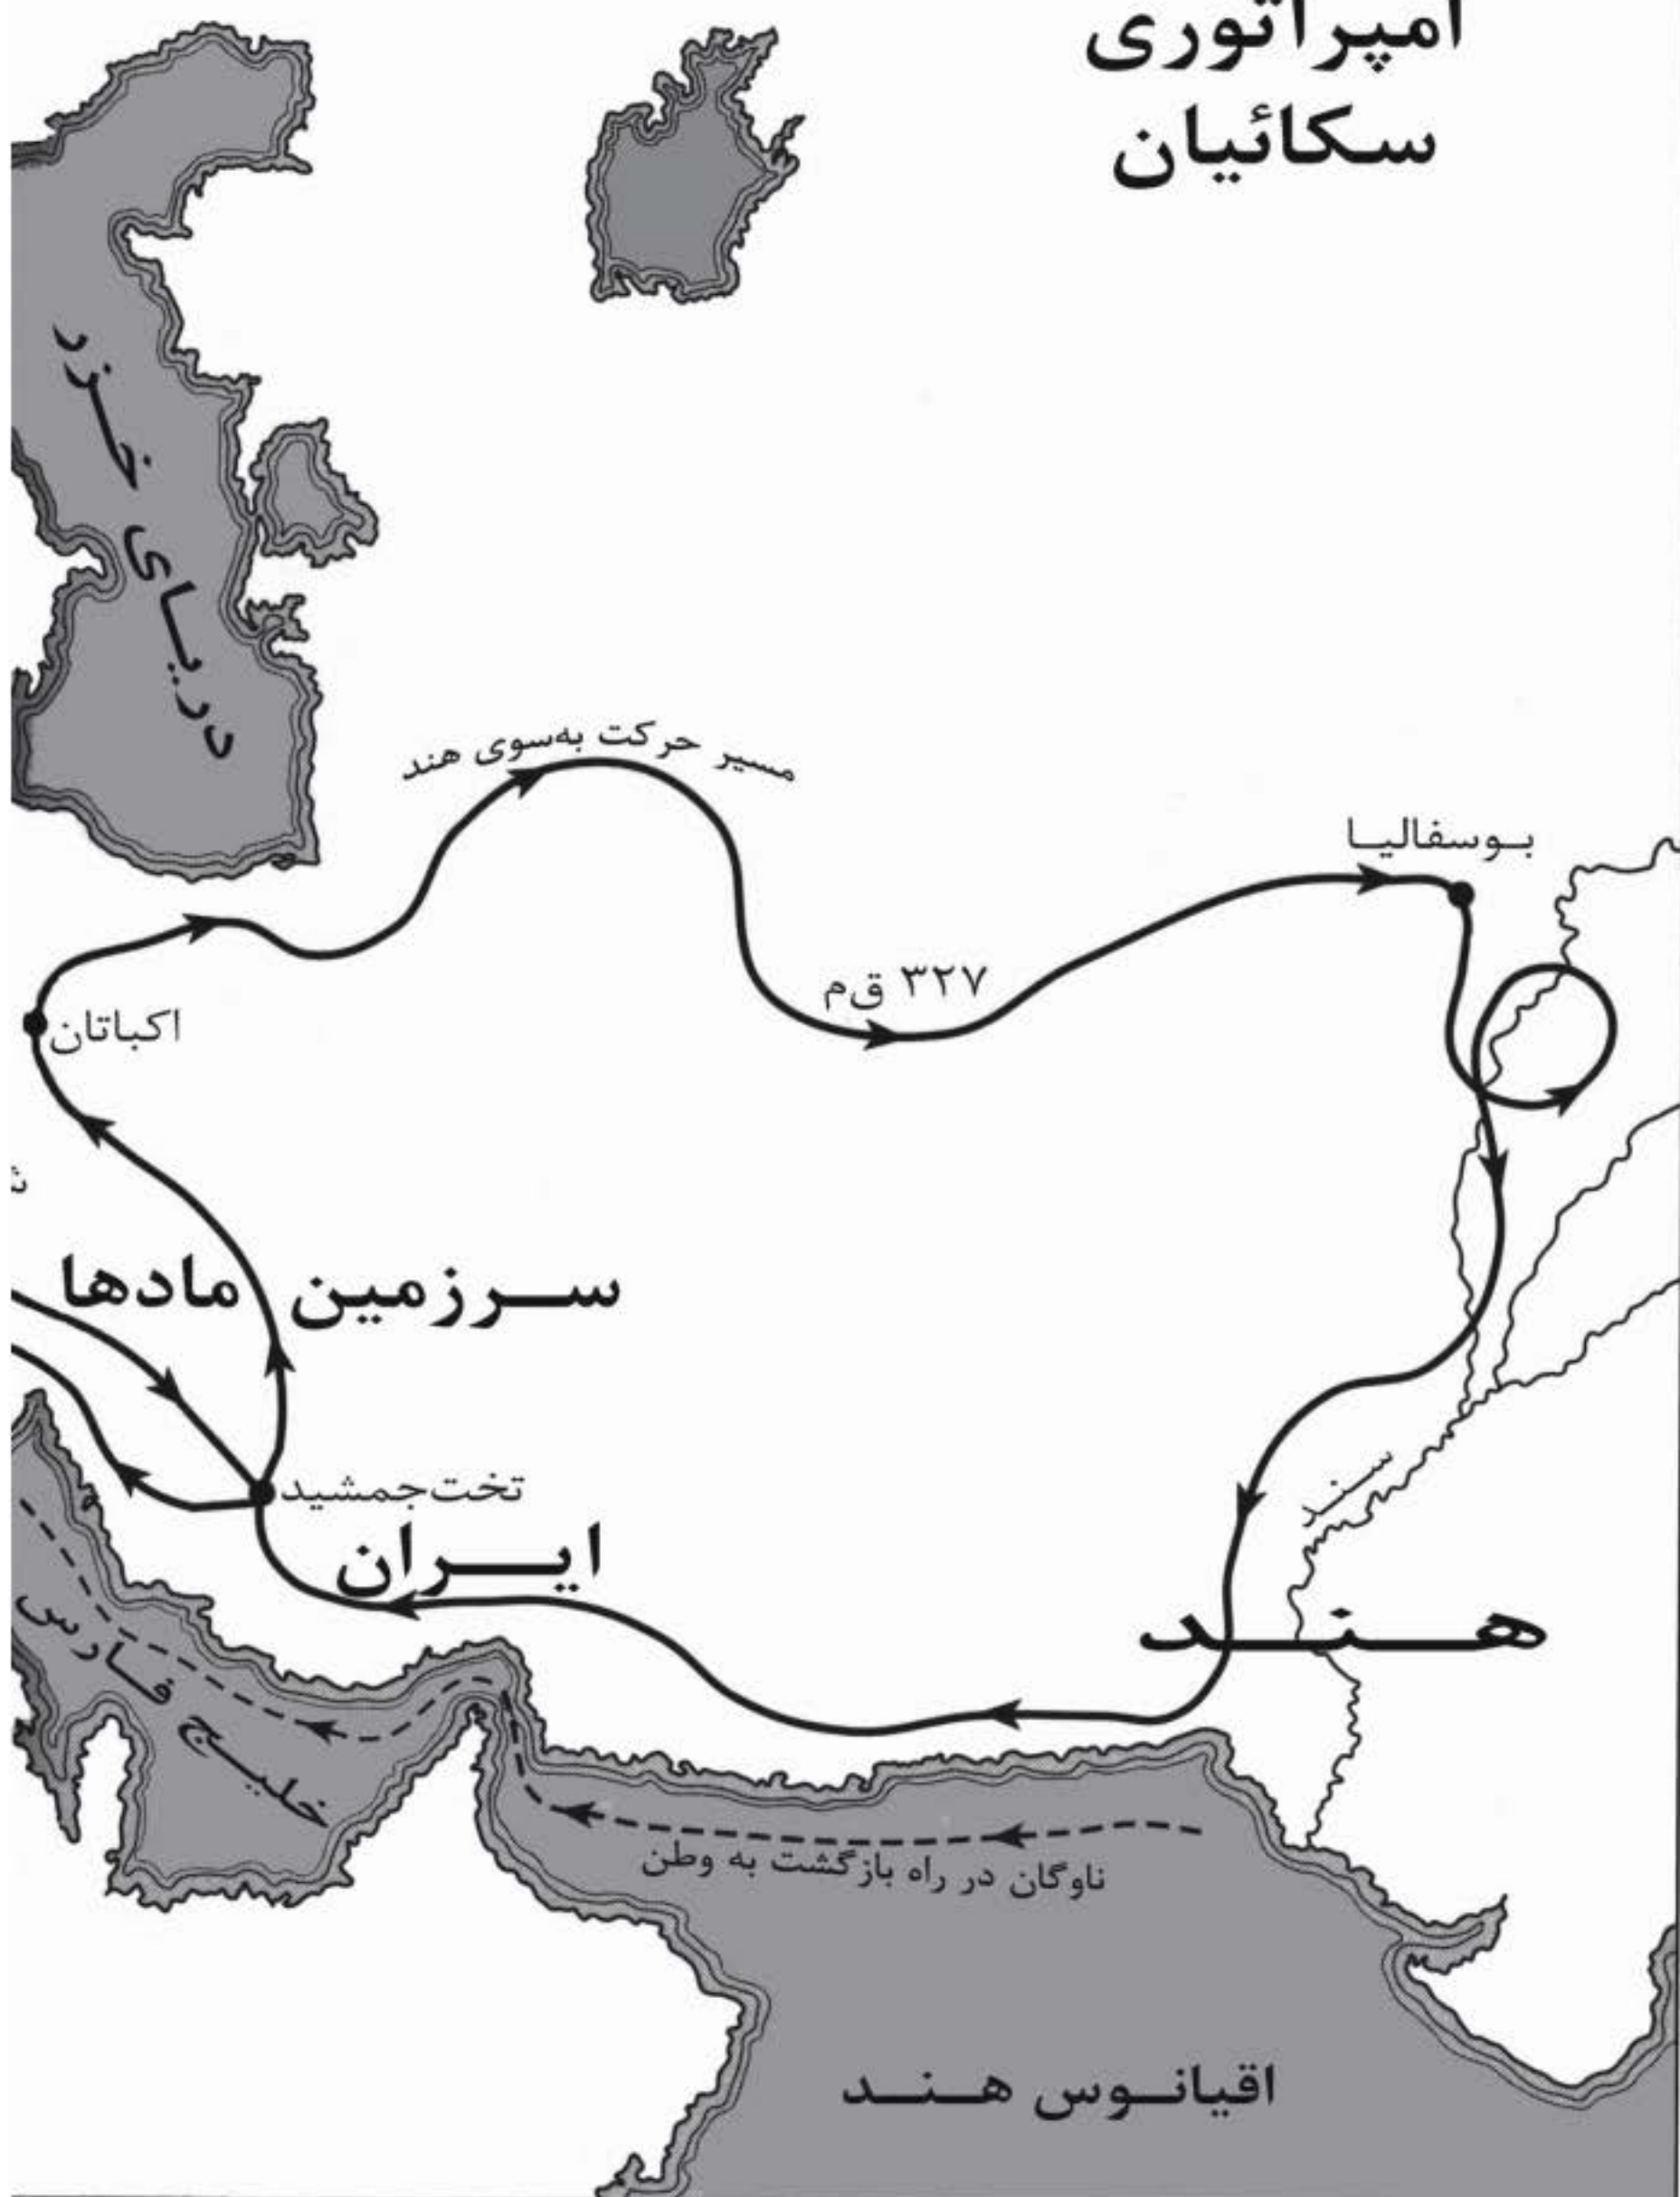 امپراتوری
سکائیان
دریای خزر
مسیر حرکت به‌سوی هند
بوسفالیا
۳۲۷ ق‌م
اکباتان
سرزمین مادها
تخت‌جمشید
ایران
سند
هند
خلیج فارس
ناوگان در راه بازگشت به وطن
اقیانوس هند